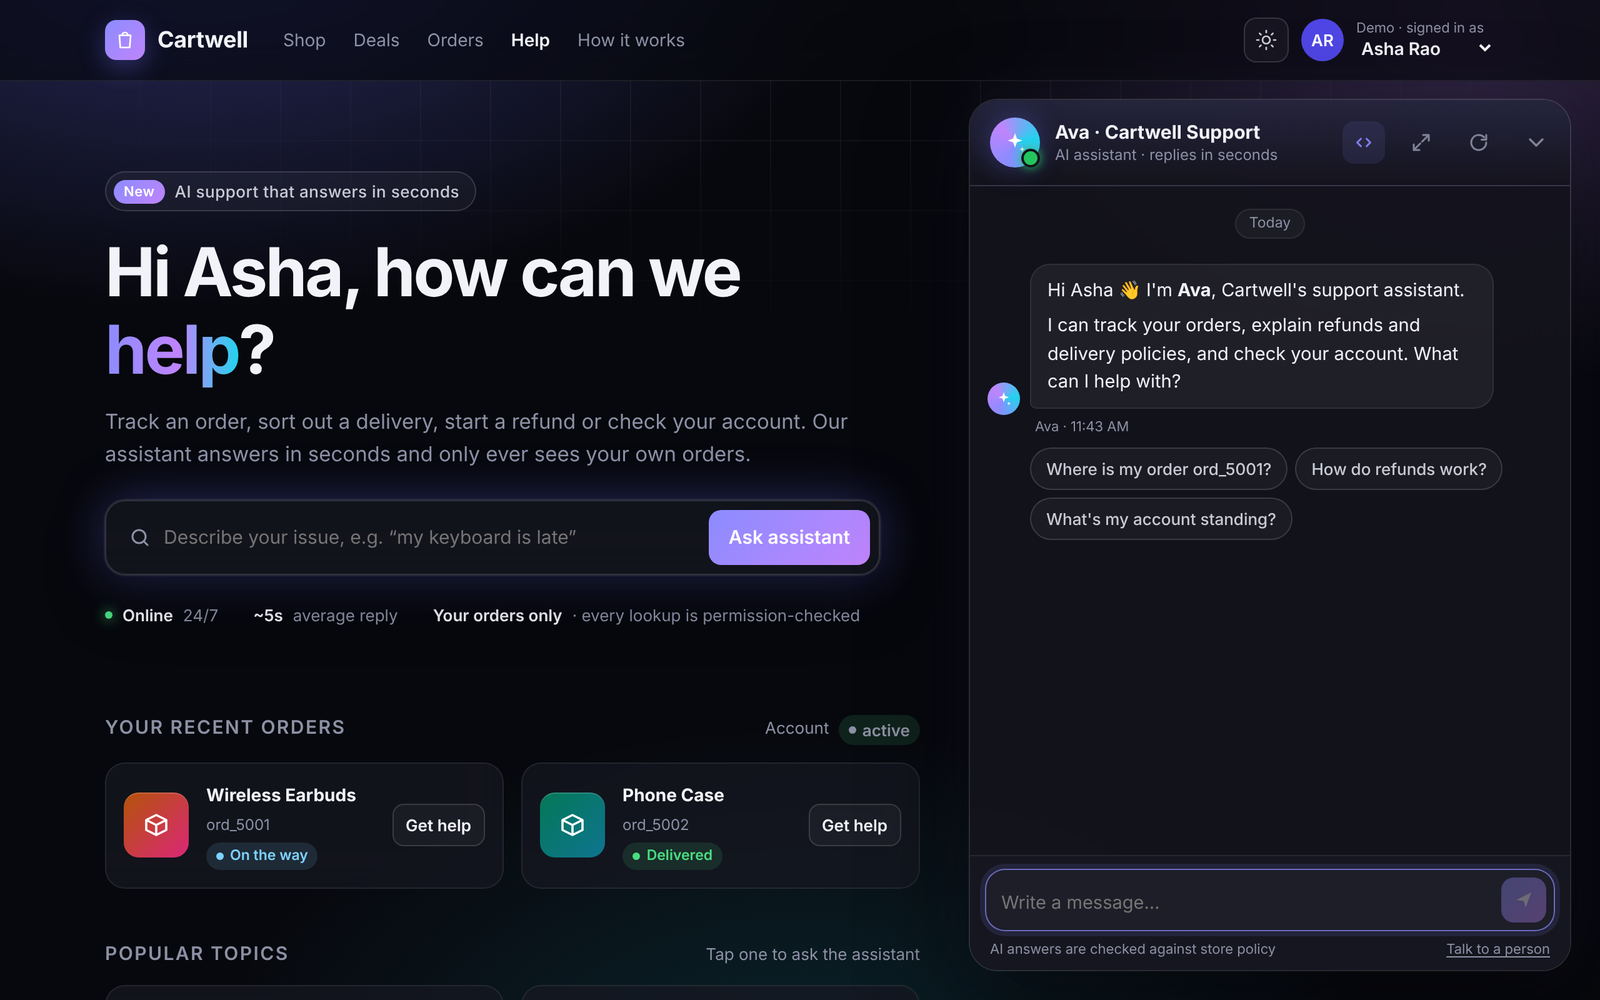 Cartwell
Shop
Deals
Orders
Help
How it works
AR
Demo · signed in as
Asha Rao
New AI support that answers in seconds
Hi Asha, how can we
help?
Track an order, sort out a delivery, start a refund or check your account. Our
assistant answers in seconds and only ever sees your own orders.
Describe your issue, e.g. “my keyboard is late”
Ask assistant
Online 24/7
~5s average reply
Your orders only · every lookup is permission-checked
YOUR RECENT ORDERS
Account active
Wireless Earbuds
ord_5001
On the way
Get help
Phone Case
ord_5002
Delivered
Get help
POPULAR TOPICS
Tap one to ask the assistant
Ava · Cartwell Support
AI assistant · replies in seconds
Today
Hi Asha 👋 I'm Ava, Cartwell's support assistant.
I can track your orders, explain refunds and
delivery policies, and check your account. What
can I help with?
Ava · 11:43 AM
Where is my order ord_5001?
How do refunds work?
What's my account standing?
Write a message...
AI answers are checked against store policy
Talk to a person